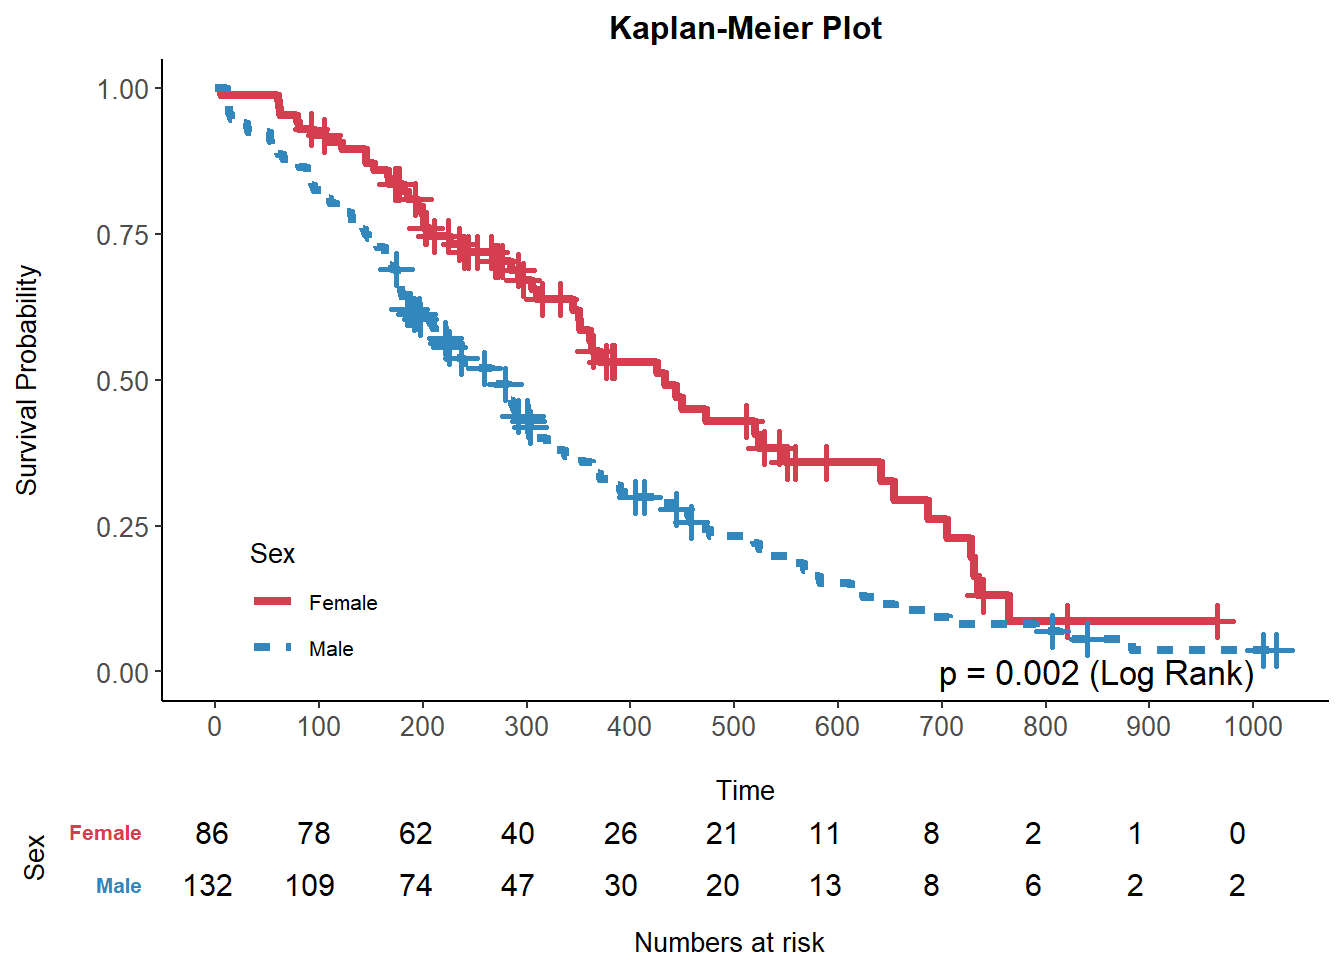 Kaplan-Meier Plot
Survival Probability
1.00
0.75
0.50
0.25
0.00
Sex
Female
Male
p = 0.002 (Log Rank)
0 100 200 300 400 500 600 700 800 900 1000
Time
Sex
Female 86 78 62 40 26 21 11 8 2 1 0
Male 132 109 74 47 30 20 13 8 6 2 2
Numbers at risk